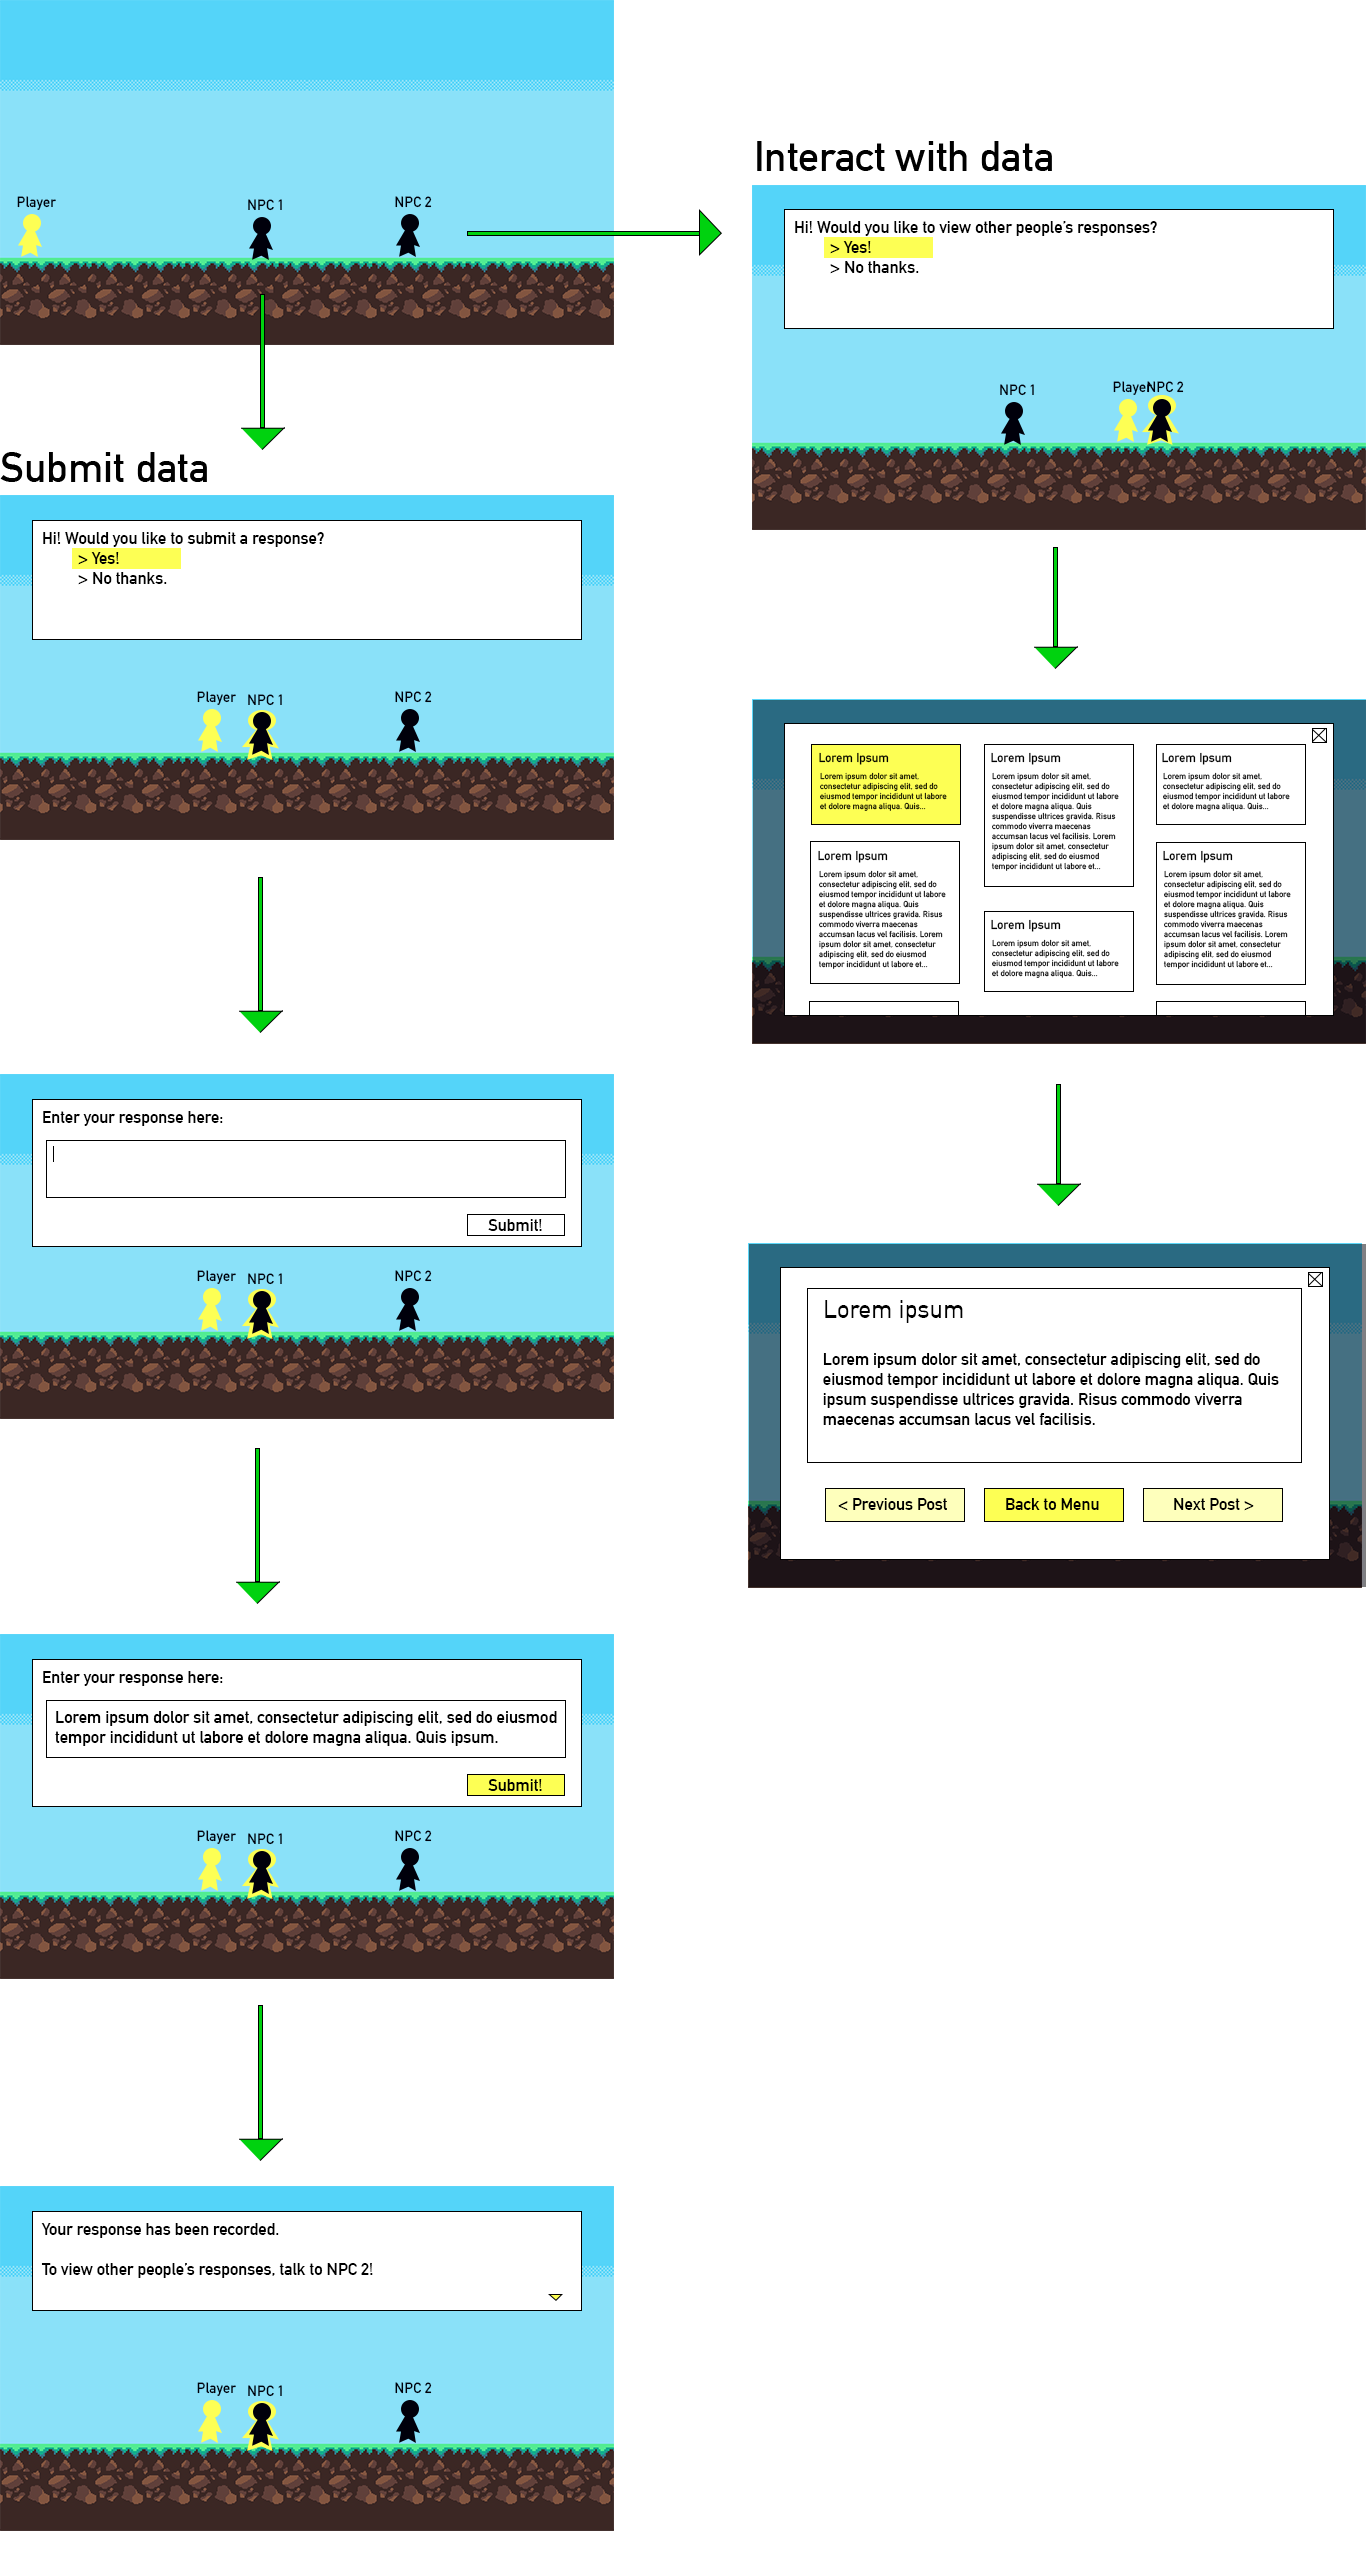 Player
NPC 1
NPC 2
Submit data
Hi! Would you like to submit a response?
> Yes!
> No thanks.
Player
NPC 1
NPC 2
Enter your response here:
Submit!
Player
NPC 1
NPC 2
Enter your response here:
Lorem ipsum dolor sit amet, consectetur adipiscing elit, sed do eiusmod
tempor incididunt ut labore et dolore magna aliqua. Quis ipsum.
Submit!
Player
NPC 1
NPC 2
Your response has been recorded.
To view other people's responses, talk to NPC 2!
Player
NPC 1
NPC 2
Interact with data
Hi! Would you like to view other people's responses?
> Yes!
> No thanks.
NPC 1
Player
NPC 2
Lorem Ipsum
Lorem ipsum dolor sit amet,
consectetur adipiscing elit, sed do
eiusmod tempor incididunt ut labore
et dolore magna aliqua. Quis...
Lorem Ipsum
Lorem ipsum dolor sit amet,
consectetur adipiscing elit, sed do
eiusmod tempor incididunt ut labore
et dolore magna aliqua. Quis
suspendisse ultrices gravida. Risus
commodo viverra maecenas
accumsan lacus vel facilisis. Lorem
ipsum dolor sit amet, consectetur
adipiscing elit, sed do eiusmod
tempor incididunt ut labore et...
Lorem Ipsum
Lorem ipsum dolor sit amet,
consectetur adipiscing elit, sed do
eiusmod tempor incididunt ut labore
et dolore magna aliqua. Quis
suspendisse ultrices gravida. Risus
commodo viverra maecenas
accumsan lacus vel facilisis. Lorem
ipsum dolor sit amet, consectetur
adipiscing elit, sed do eiusmod
tempor incididunt ut labore et...
Lorem Ipsum
Lorem ipsum dolor sit amet,
consectetur adipiscing elit, sed do
eiusmod tempor incididunt ut labore
et dolore magna aliqua. Quis...
Lorem Ipsum
Lorem ipsum dolor sit amet,
consectetur adipiscing elit, sed do
eiusmod tempor incididunt ut labore
et dolore magna aliqua. Quis...
Lorem Ipsum
Lorem ipsum dolor sit amet,
consectetur adipiscing elit, sed do
eiusmod tempor incididunt ut labore
et dolore magna aliqua. Quis
suspendisse ultrices gravida. Risus
commodo viverra maecenas
accumsan lacus vel facilisis. Lorem
ipsum dolor sit amet, consectetur
adipiscing elit, sed do eiusmod
tempor incididunt ut labore et...
Lorem ipsum
Lorem ipsum dolor sit amet, consectetur adipiscing elit, sed do
eiusmod tempor incididunt ut labore et dolore magna aliqua. Quis
ipsum suspendisse ultrices gravida. Risus commodo viverra
maecenas accumsan lacus vel facilisis.
< Previous Post
Back to Menu
Next Post >